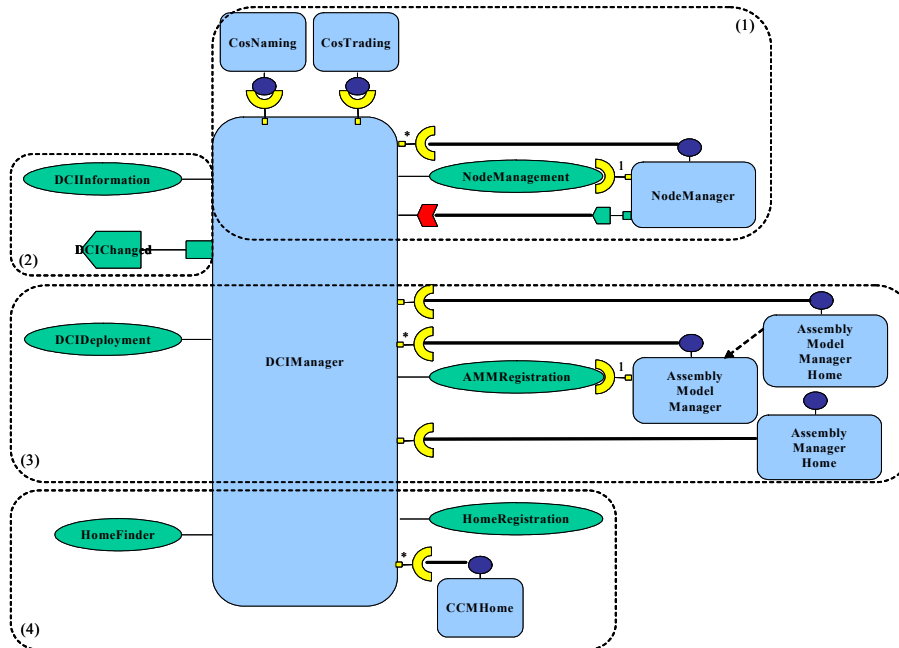 (1)
CosNaming
CosTrading
*
DCIInformation
NodeManagement
1
NodeManager
DCIChanged
(2)
DCIDeployment
*
DCIManager
AMMRegistration
1
Assembly
Model
Manager
Home
Assembly
Model
Manager
Assembly
Manager
Home
(3)
HomeFinder
HomeRegistration
*
CCMHome
(4)